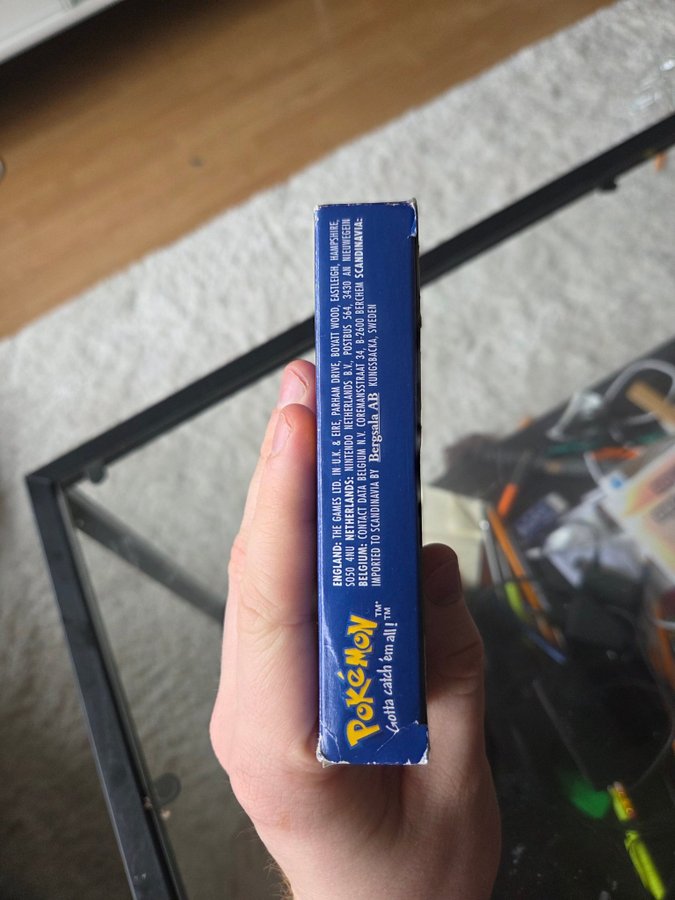 POKéMON™
Gotta catch 'em all!™
ENGLAND: THE GAMES LTD. IN U.K. & EIRE, PARHAM DRIVE, BOYATT WOOD, EASTLEIGH, HAMPSHIRE,
SO50 4NU NETHERLANDS: NINTENDO NETHERLANDS B.V., POSTBUS 564, 3430 AN NIEUWEGEIN
BELGIUM: CONTACT DATA BELGIUM N.V. COREMANSSTRAAT 34, B-2600 BERCHEM SCANDINAVIA:
IMPORTED TO SCANDINAVIA BY Bergsala AB KUNGSBACKA, SWEDEN